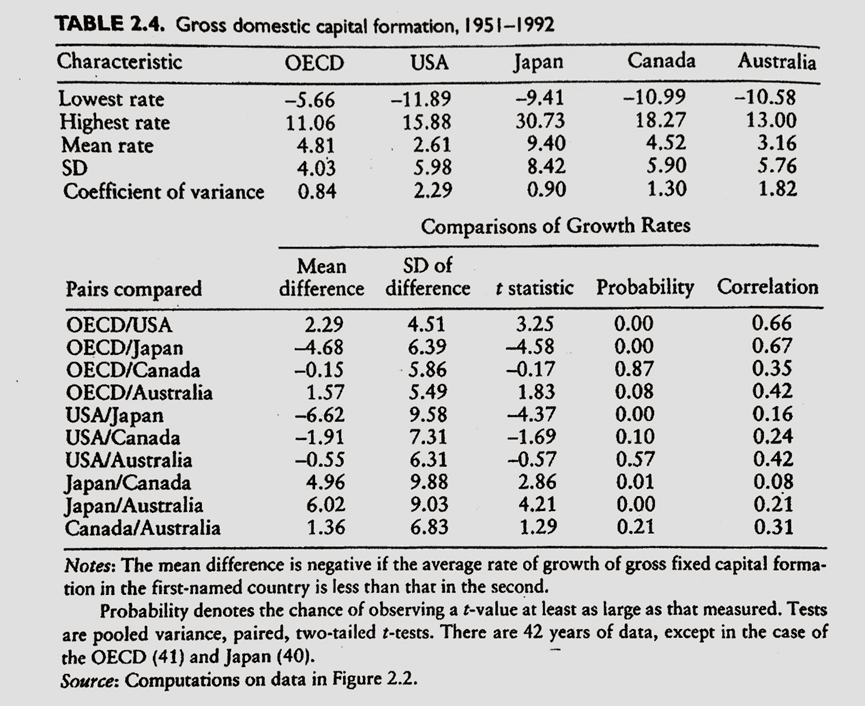 TABLE 2.4. Gross domestic capital formation, 1951–1992
Characteristic OECD USA Japan Canada Australia
Lowest rate –5.66 –11.89 –9.41 –10.99 –10.58
Highest rate 11.06 15.88 30.73 18.27 13.00
Mean rate 4.81 2.61 9.40 4.52 3.16
SD 4.03 5.98 8.42 5.90 5.76
Coefficient of variance 0.84 2.29 0.90 1.30 1.82
Comparisons of Growth Rates
Mean SD of
Pairs compared difference difference t statistic Probability Correlation
OECD/USA 2.29 4.51 3.25 0.00 0.66
OECD/Japan –4.68 6.39 –4.58 0.00 0.67
OECD/Canada –0.15 5.86 –0.17 0.87 0.35
OECD/Australia 1.57 5.49 1.83 0.08 0.42
USA/Japan –6.62 9.58 –4.37 0.00 0.16
USA/Canada –1.91 7.31 –1.69 0.10 0.24
USA/Australia –0.55 6.31 –0.57 0.57 0.42
Japan/Canada 4.96 9.88 2.86 0.01 0.08
Japan/Australia 6.02 9.03 4.21 0.00 0.21
Canada/Australia 1.36 6.83 1.29 0.21 0.31
Notes: The mean difference is negative if the average rate of growth of gross fixed capital forma-
tion in the first-named country is less than that in the second.
Probability denotes the chance of observing a t-value at least as large as that measured. Tests
are pooled variance, paired, two-tailed t-tests. There are 42 years of data, except in the case of
the OECD (41) and Japan (40).
Source: Computations on data in Figure 2.2.